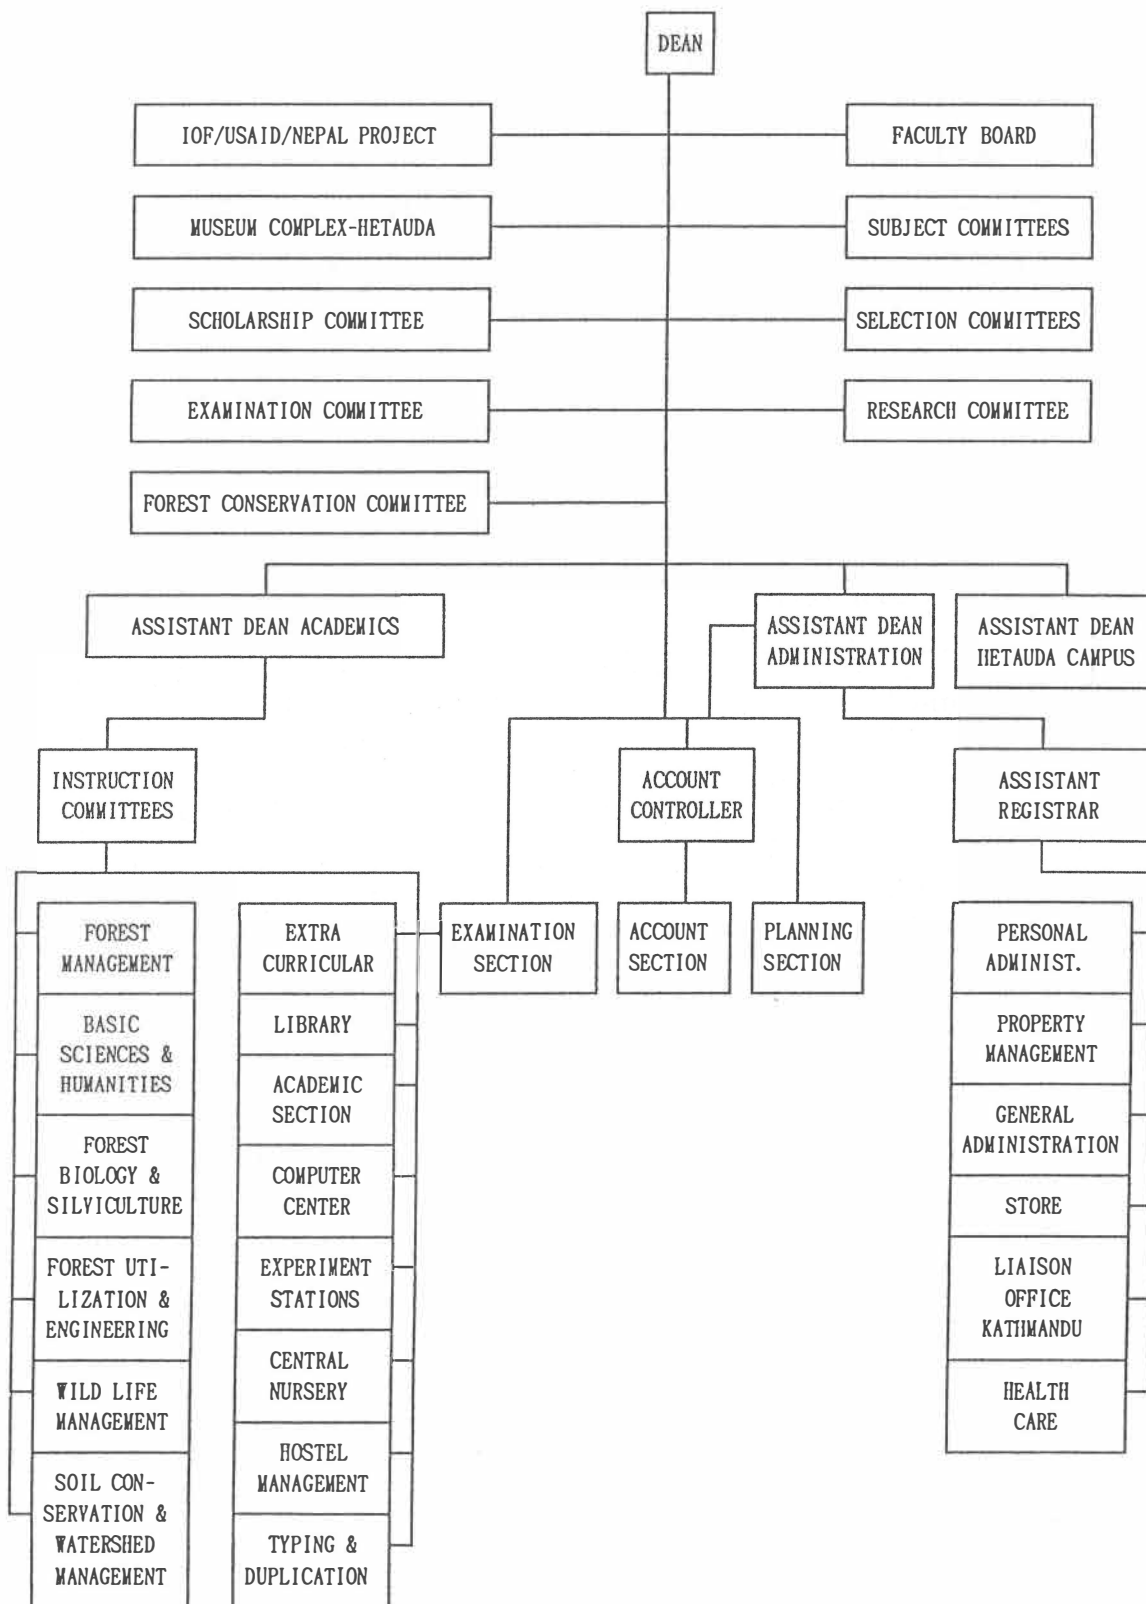 DEAN
IOF/USAID/NEPAL PROJECT
FACULTY BOARD
MUSEUM COMPLEX-HETAUDA
SUBJECT COMMITTEES
SCHOLARSHIP COMMITTEE
SELECTION COMMITTEES
EXAMINATION COMMITTEE
RESEARCH COMMITTEE
FOREST CONSERVATION COMMITTEE
ASSISTANT DEAN ACADEMICS
ASSISTANT DEAN
ADMINISTRATION
ASSISTANT DEAN
HETAUDA CAMPUS
INSTRUCTION
COMMITTEES
ACCOUNT
CONTROLLER
ASSISTANT
REGISTRAR
FOREST
MANAGEMENT
BASIC
SCIENCES &
HUMANITIES
FOREST
BIOLOGY &
SILVICULTURE
FOREST UTI-
LIZATION &
ENGINEERING
WILD LIFE
MANAGEMENT
SOIL CON-
SERVATION &
WATERSHED
MANAGEMENT
EXTRA
CURRICULAR
LIBRARY
ACADEMIC
SECTION
COMPUTER
CENTER
EXPERIMENT
STATIONS
CENTRAL
NURSERY
HOSTEL
MANAGEMENT
TYPING &
DUPLICATION
EXAMINATION
SECTION
ACCOUNT
SECTION
PLANNING
SECTION
PERSONAL
ADMINIST.
PROPERTY
MANAGEMENT
GENERAL
ADMINISTRATION
STORE
LIAISON
OFFICE
KATHMANDU
HEALTH
CARE